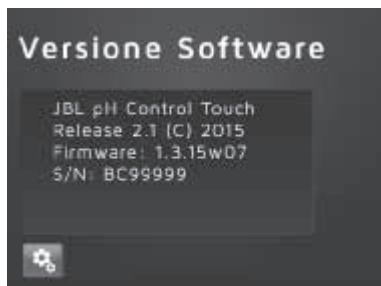 Versione Software
JBL pH Control Touch
Release 2.1 (C) 2015
Firmware: 1.3.15w07
S/N: BC99999